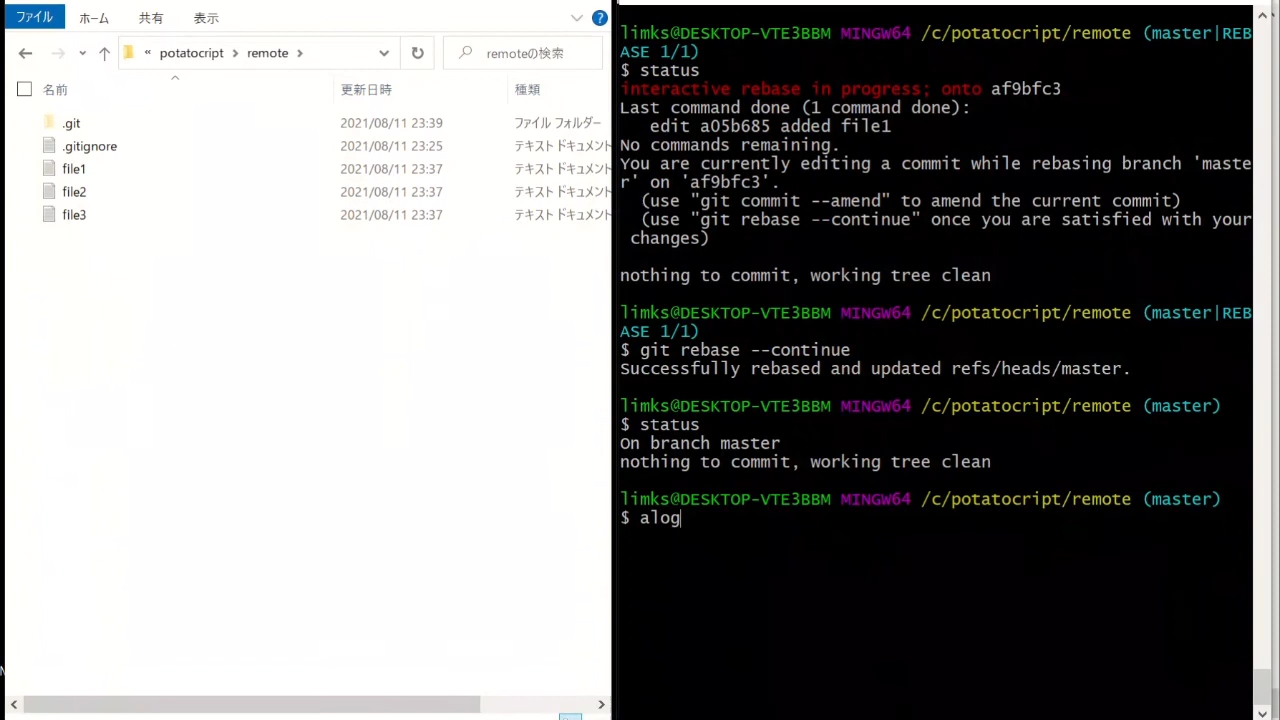 ファイル ホーム 共有 表示
« potatocript > remote > remoteの検索
名前 更新日時 種類
.git 2021/08/11 23:39 ファイル フォルダー
.gitignore 2021/08/11 23:25 テキスト ドキュメント
file1 2021/08/11 23:37 テキスト ドキュメント
file2 2021/08/11 23:37 テキスト ドキュメント
file3 2021/08/11 23:37 テキスト ドキュメント
limks@DESKTOP-VTE3BBM MINGW64 /c/potatocript/remote (master|REB
ASE 1/1)
$ status
interactive rebase in progress; onto af9bfc3
Last command done (1 command done):
edit a05b685 added file1
No commands remaining.
You are currently editing a commit while rebasing branch 'maste
r' on 'af9bfc3'.
(use "git commit --amend" to amend the current commit)
(use "git rebase --continue" once you are satisfied with your
changes)
nothing to commit, working tree clean
limks@DESKTOP-VTE3BBM MINGW64 /c/potatocript/remote (master|REB
ASE 1/1)
$ git rebase --continue
Successfully rebased and updated refs/heads/master.
limks@DESKTOP-VTE3BBM MINGW64 /c/potatocript/remote (master)
$ status
On branch master
nothing to commit, working tree clean
limks@DESKTOP-VTE3BBM MINGW64 /c/potatocript/remote (master)
$ alog